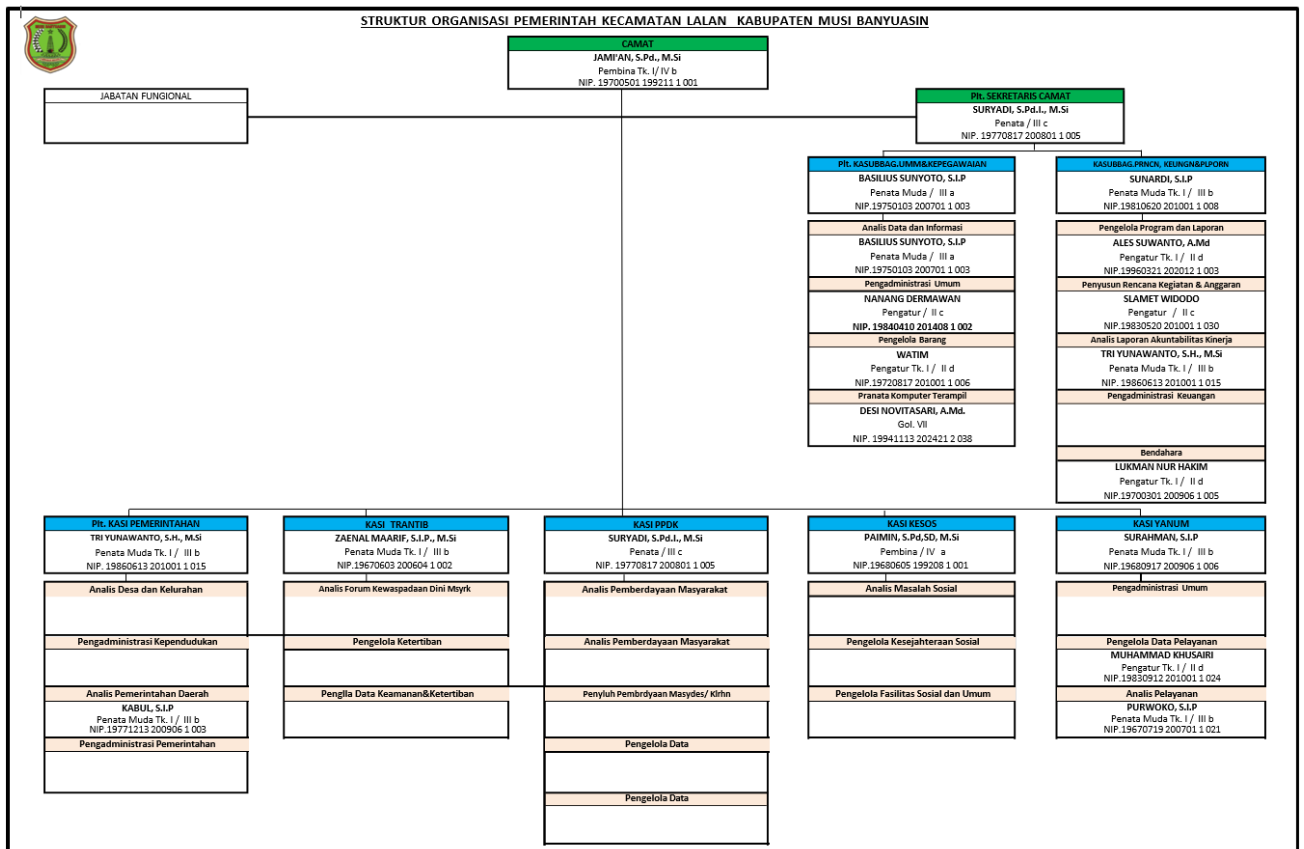 STRUKTUR ORGANISASI PEMERINTAH KECAMATAN LALAN KABUPATEN MUSI BANYUASIN
CAMAT
JAMI'AN, S.Pd., M.Si
Pembina Tk. I/ IV b
NIP. 19700501 199211 1 001
JABATAN FUNGIONAL
Plt. SEKRETARIS CAMAT
SURYADI, S.Pd.I., M.Si
Penata / III c
NIP. 19770817 200801 1 005
Plt. KASUBBAG.UMM&KEPEGAWAIAN
BASILIUS SUNYOTO, S.I.P
Penata Muda / III a
NIP.19750103 200701 1 003
Analis Data dan Informasi
BASILIUS SUNYOTO, S.I.P
Penata Muda / III a
NIP.19750103 200701 1 003
Pengadministrasi Umum
NANANG DERMAWAN
Pengatur / II c
NIP. 19840410 201408 1 002
Pengelola Barang
WATIM
Pengatur Tk. I / II d
NIP.19720817 201001 1 006
Pranata Komputer Terampil
DESI NOVITASARI, A.Md.
Gol. VII
NIP. 19941113 202421 2 038
KASUBBAG.PRNCN, KEUNGN&PLPORN
SUNARDI, S.I.P
Penata Muda Tk. I / III b
NIP.19810620 201001 1 008
Pengelola Program dan Laporan
ALES SUWANTO, A.Md
Pengatur Tk. I / II d
NIP.19960321 202012 1 003
Penyusun Rencana Kegiatan & Anggaran
SLAMET WIDODO
Pengatur / II c
NIP.19830520 201001 1 030
Analis Laporan Akuntabilitas Kinerja
TRI YUNAWANTO, S.H., M.Si
Penata Muda Tk. I / III b
NIP. 19860613 201001 1 015
Pengadministrasi Keuangan
Bendahara
LUKMAN NUR HAKIM
Pengatur Tk. I / II d
NIP.19700301 200906 1 005
Plt. KASI PEMERINTAHAN
TRI YUNAWANTO, S.H., M.Si
Penata Muda Tk. I / III b
NIP. 19860613 201001 1 015
Analis Desa dan Kelurahan
Pengadministrasi Kependudukan
Analis Pemerintahan Daerah
KABUL, S.I.P
Penata Muda Tk. I / III b
NIP.19771213 200906 1 003
Pengadministrasi Pemerintahan
KASI TRANTIB
ZAENAL MAARIF, S.I.P., M.Si
Penata Muda Tk. I / III b
NIP.19670603 200604 1 002
Analis Forum Kewaspadaan Dini Msyrk
Pengelola Ketertiban
Penglla Data Keamanan&Ketertiban
KASI PPDK
SURYADI, S.Pd.I., M.Si
Penata / III c
NIP. 19770817 200801 1 005
Analis Pemberdayaan Masyarakat
Analis Pemberdayaan Masyarakat
Penyluh Pembrdyaan Masydes/ Klrhn
Pengelola Data
Pengelola Data
KASI KESOS
PAIMIN, S.Pd,SD, M.Si
Pembina / IV a
NIP.19680605 199208 1 001
Analis Masalah Sosial
Pengelola Kesejahteraan Sosial
Pengelola Fasilitas Sosial dan Umum
KASI YANUM
SURAHMAN, S.I.P
Penata Muda Tk. I / III b
NIP.19680917 200906 1 006
Pengadministrasi Umum
Pengelola Data Pelayanan
MUHAMMAD KHUSAIRI
Pengatur Tk. I / II d
NIP.19830912 201001 1 024
Analis Pelayanan
PURWOKO, S.I.P
Penata Muda Tk. I / III b
NIP.19670719 200701 1 021